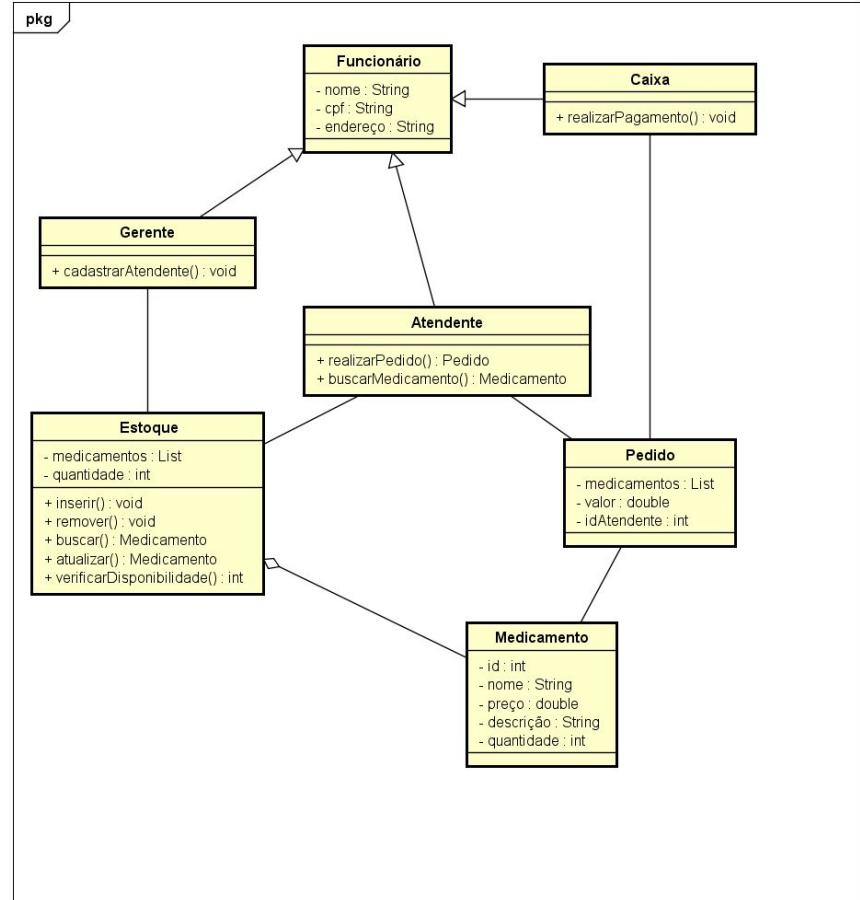 pkg
Funcionário
- nome : String
- cpf : String
- endereço : String
Caixa
+ realizarPagamento() : void
Gerente
+ cadastrarAtendente() : void
Atendente
+ realizarPedido() : Pedido
+ buscarMedicamento() : Medicamento
Estoque
- medicamentos : List
- quantidade : int
+ inserir() : void
+ remover() : void
+ buscar() : Medicamento
+ atualizar() : Medicamento
+ verificarDisponibilidade() : int
Pedido
- medicamentos : List
- valor : double
- idAtendente : int
Medicamento
- id : int
- nome : String
- preço : double
- descrição : String
- quantidade : int